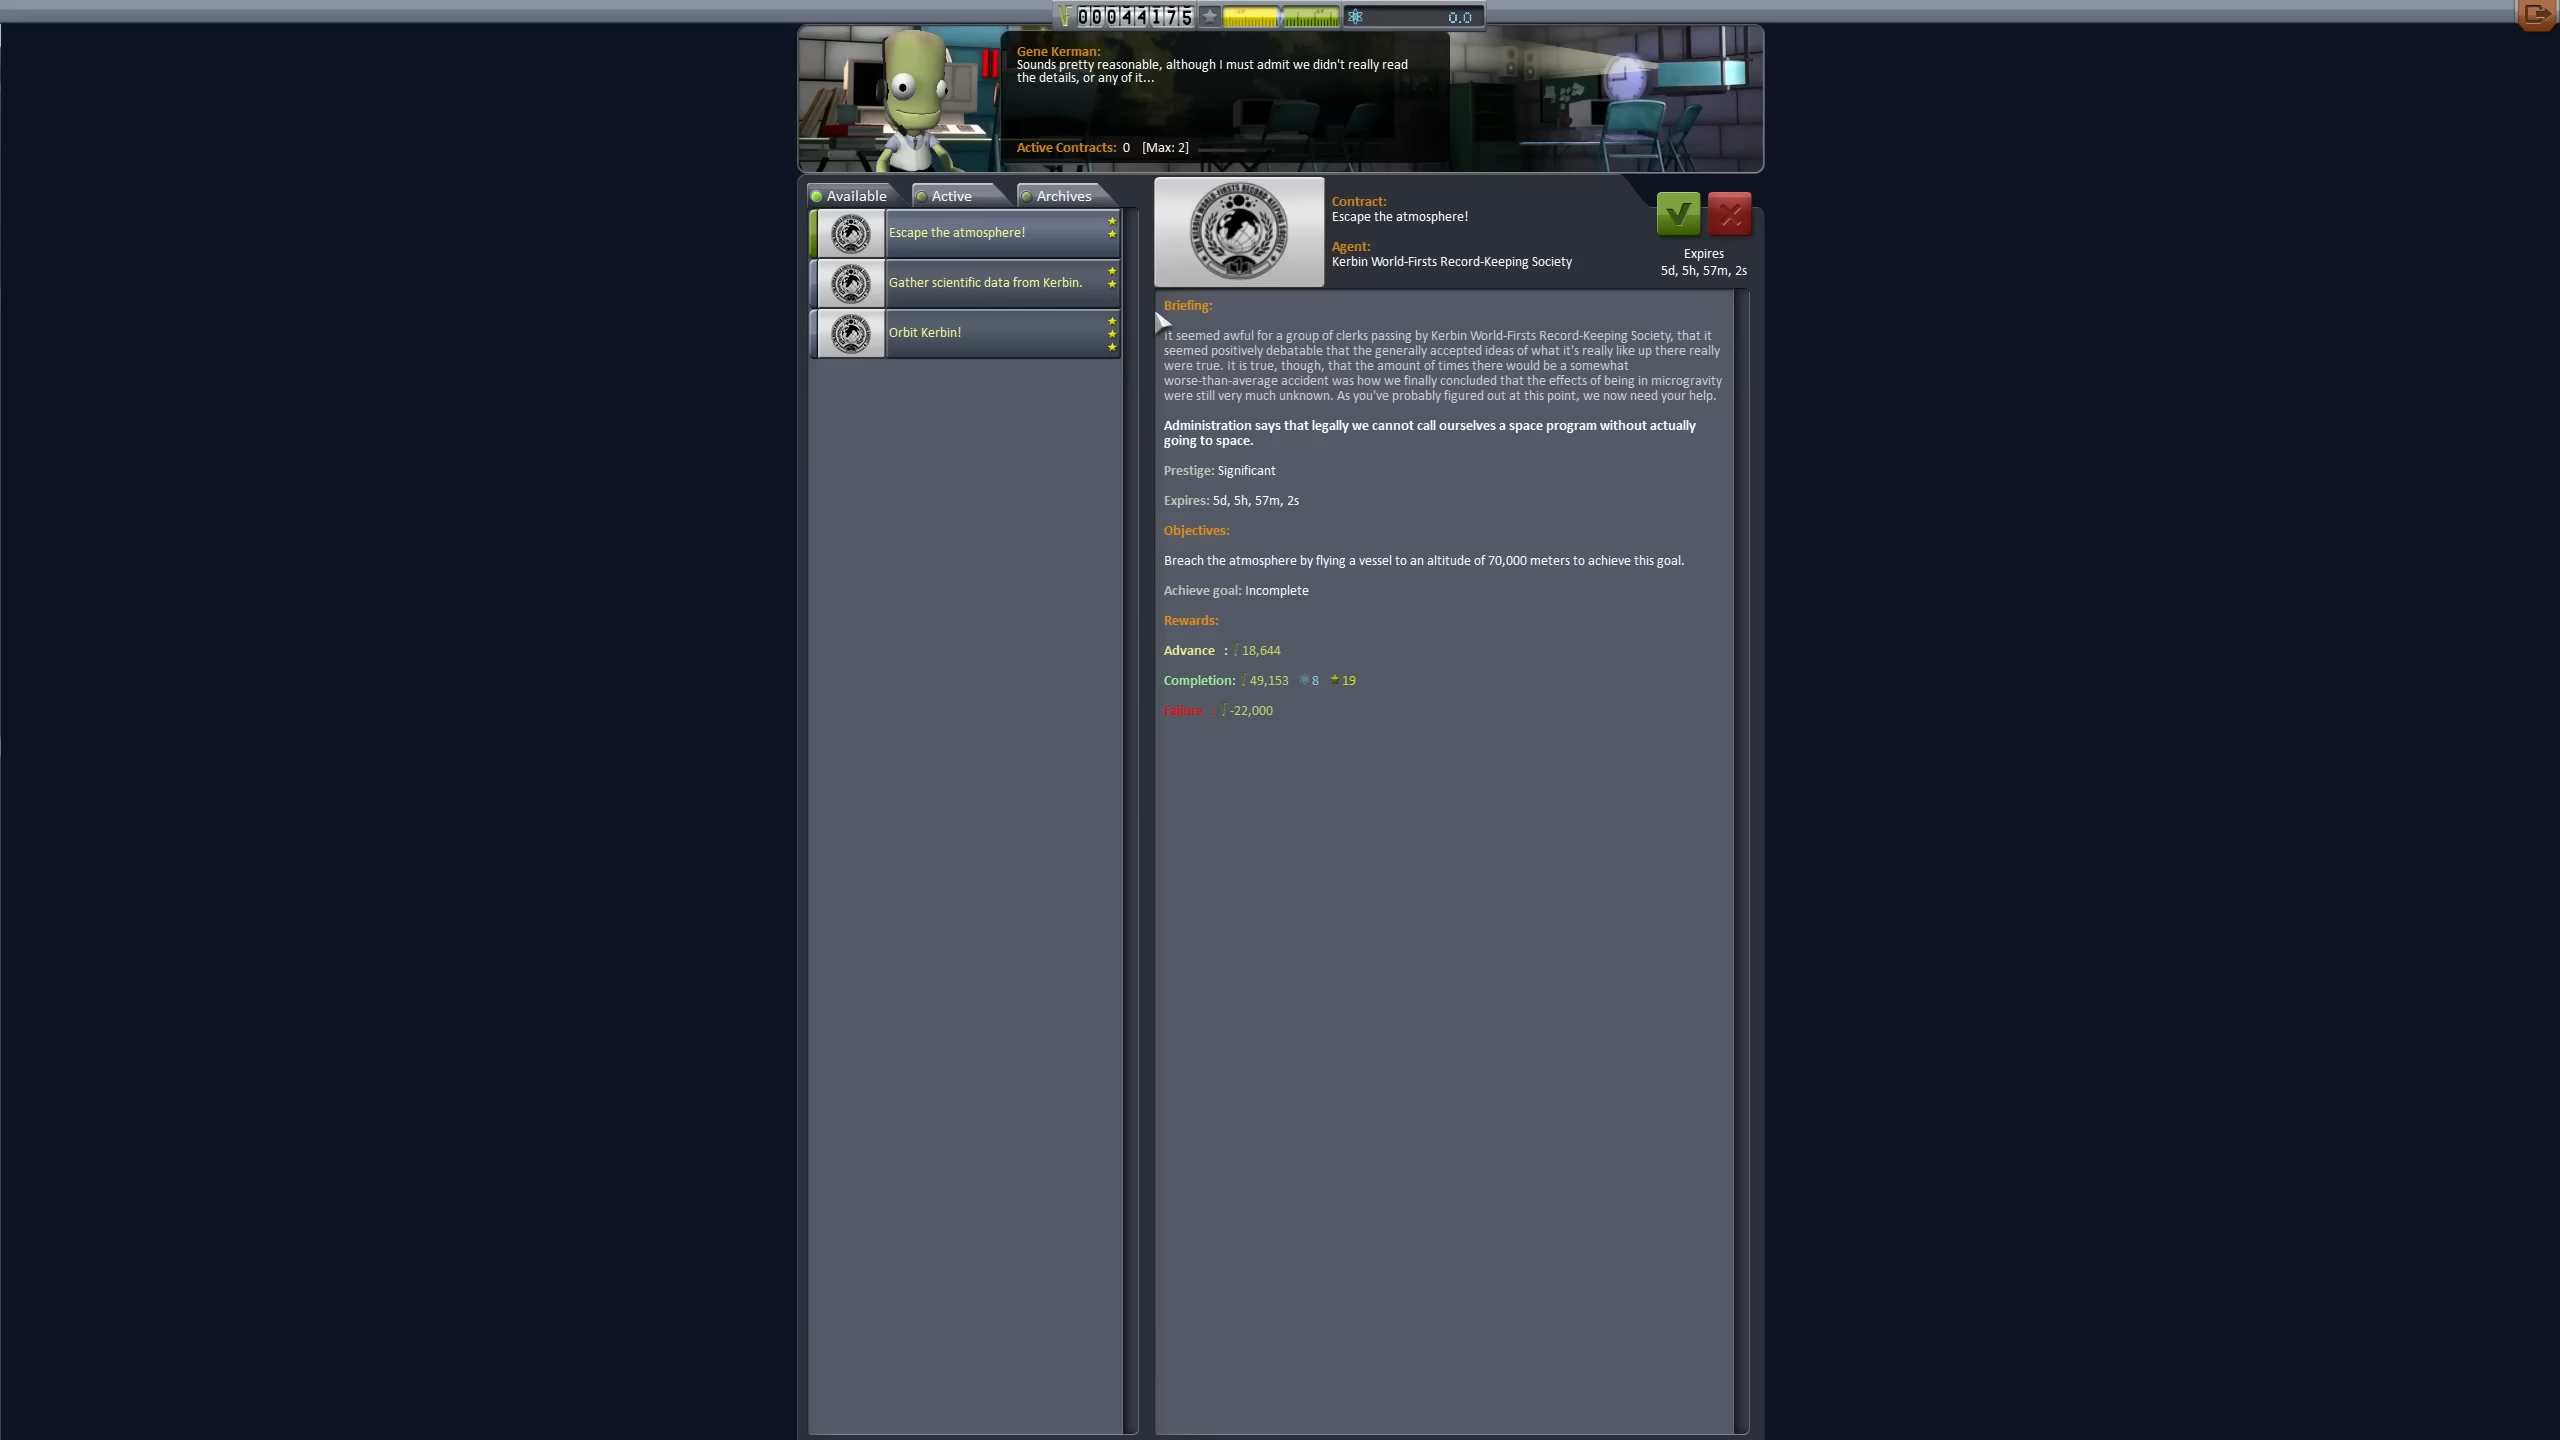 00044175
0.0
Gene Kerman:
Sounds pretty reasonable, although I must admit we didn't really read
the details, or any of it...
Active Contracts: 0 [Max: 2]
Available
Active
Archives
Escape the atmosphere!
Gather scientific data from Kerbin.
Orbit Kerbin!
Contract:
Escape the atmosphere!
Agent:
Kerbin World-Firsts Record-Keeping Society
Expires
5d, 5h, 57m, 2s
Briefing:
It seemed awful for a group of clerks passing by Kerbin World-Firsts Record-Keeping Society, that it
seemed positively debatable that the generally accepted ideas of what it's really like up there really
were true. It is true, though, that the amount of times there would be a somewhat
worse-than-average accident was how we finally concluded that the effects of being in microgravity
were still very much unknown. As you've probably figured out at this point, we now need your help.
Administration says that legally we cannot call ourselves a space program without actually
going to space.
Prestige: Significant
Expires: 5d, 5h, 57m, 2s
Objectives:
Breach the atmosphere by flying a vessel to an altitude of 70,000 meters to achieve this goal.
Achieve goal: Incomplete
Rewards:
Advance : 18,644
Completion: 49,153 8 19
Failure : -22,000